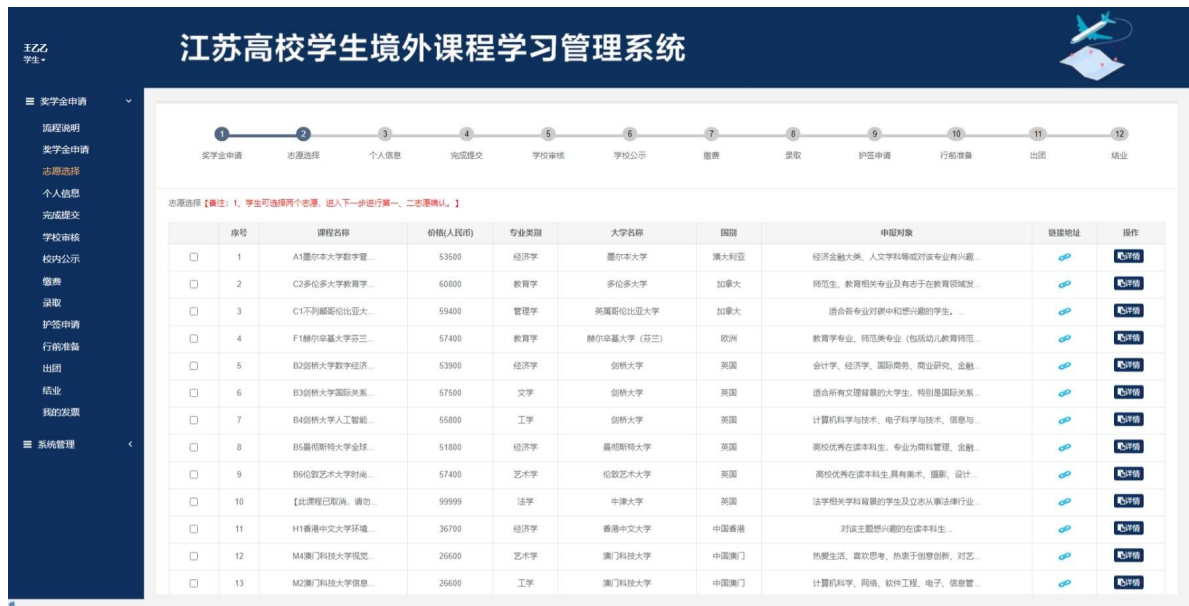 王乙乙
学生
江苏高校学生境外课程学习管理系统
奖学金申请
流程说明
奖学金申请
志愿选择
个人信息
完成提交
学校审核
校内公示
缴费
录取
护签申请
行前准备
出团
结业
我的发票
系统管理
1 2 3 4 5 6 7 8 9 10 11 12
奖学金申请 志愿选择 个人信息 完成提交 学校审核 学校公示 缴费 录取 护签申请 行前准备 出团 结业
志愿选择【备注：1、学生可选择两个志愿，进入下一步进行第一、二志愿确认。】
序号 课程名称 价格(人民币) 专业类别 大学名称 国别 申报对象 链接地址 操作
1 A1墨尔本大学数字营... 53500 经济学 墨尔本大学 澳大利亚 经济金融大类、人文学科等或对该专业有兴趣... 详情
2 C2多伦多大学教育学... 60800 教育学 多伦多大学 加拿大 师范生、教育相关专业及有志于在教育领域发... 详情
3 C1不列颠哥伦比亚大... 59400 管理学 英属哥伦比亚大学 加拿大 适合各专业对碳中和感兴趣的学生。... 详情
4 F1赫尔辛基大学芬兰... 57400 教育学 赫尔辛基大学（芬兰） 欧洲 教育学专业、师范类专业（包括幼儿教育师范... 详情
5 B2剑桥大学数字经济... 53900 经济学 剑桥大学 英国 会计学、经济学、国际商务、商业研究、金融... 详情
6 B3剑桥大学国际关系... 57500 文学 剑桥大学 英国 适合所有文理背景的大学生，特别是国际关系... 详情
7 B4剑桥大学人工智能... 55800 工学 剑桥大学 英国 计算机科学与技术、电子科学与技术、信息与... 详情
8 B5曼彻斯特大学全球... 51800 经济学 曼彻斯特大学 英国 高校优秀在读本科生，专业为商科管理、金融... 详情
9 B6伦敦艺术大学时尚... 57400 艺术学 伦敦艺术大学 英国 高校优秀在读本科生,具有美术、摄影、设计... 详情
10 【此课程已取消，请勿... 99999 法学 牛津大学 英国 法学相关学科背景的学生及立志从事法律行业... 详情
11 H1香港中文大学环境... 36700 经济学 香港中文大学 中国香港 对该主题感兴趣的在读本科生... 详情
12 M4澳门科技大学视觉... 26600 艺术学 澳门科技大学 中国澳门 热爱生活、喜欢思考、热衷于创意创新、对艺... 详情
13 M2澳门科技大学信息... 26600 工学 澳门科技大学 中国澳门 计算机科学、网络、软件工程、电子、信息管... 详情